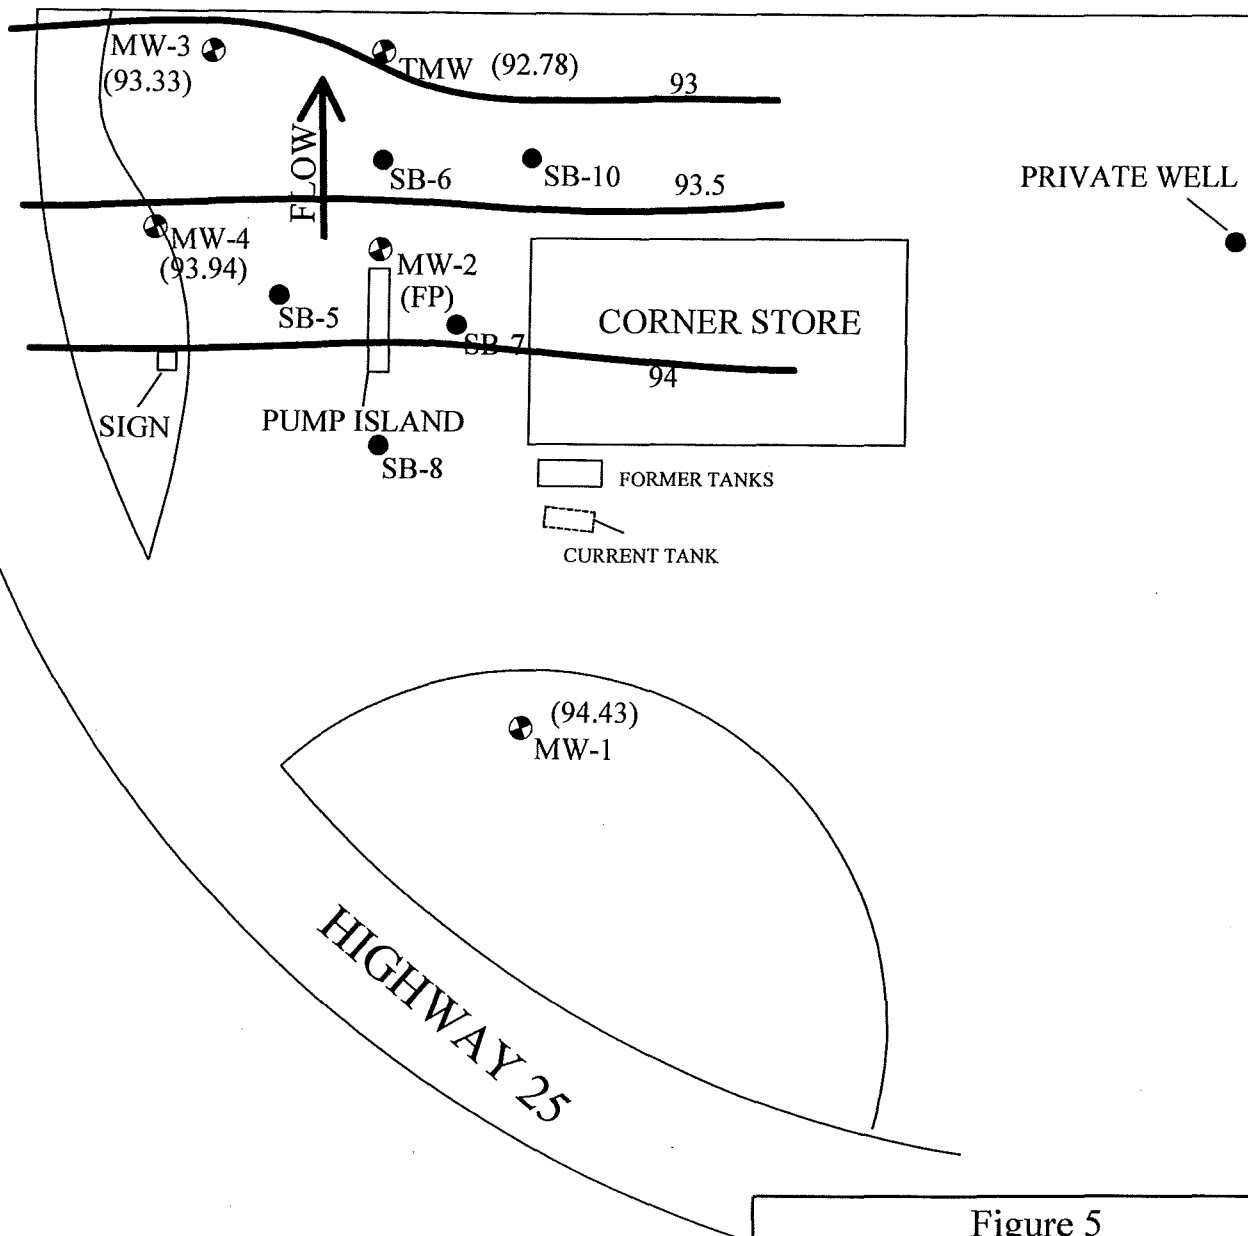 MW-3
(93.33)
TMW (92.78)
93
FLOW
SB-6
SB-10
93.5
PRIVATE WELL
MW-4
(93.94)
MW-2
(FP)
SB-5
SB-7
CORNER STORE
94
SIGN
PUMP ISLAND
SB-8
FORMER TANKS
CURRENT TANK
(94.43)
MW-1
HIGHWAY 25
Figure 5